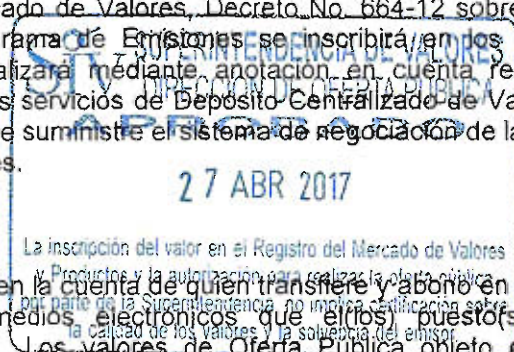 ado de Valores, Decreto No. 664-12 sobre
rama de Emisiones se inscribirá en los
SIV SUPERINTENDENCIA DE VALORES
alizará mediante anotación en cuenta re
DIRECCIÓN DE OFERTA PÚBLICA
s servicios de Depósito Centralizado de Va
APROBADO
e suministre el sistema de negociación de la
s.
27 ABR 2017
La inscripción del valor en el Registro del Mercado de Valores
y Productos y la autorización para realizar la oferta pública
en la cuenta de quien transfiere y abono en
por parte de la Superintendencia, no implica certificación sobre
medios electrónicos que el(los) puesto(s
la calidad de los valores y la solvencia del emisor.
Los valores de Oferta Pública objeto